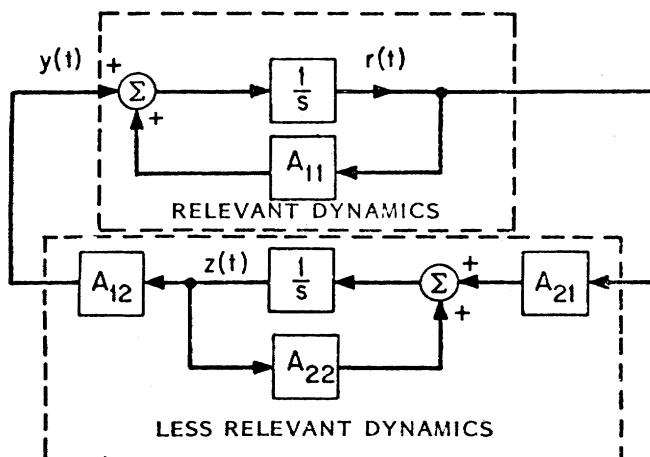 y(t)
+
Σ
+
1/s
r(t)
A11
RELEVANT DYNAMICS
A12
z(t)
1/s
Σ
+
+
A21
A22
LESS RELEVANT DYNAMICS